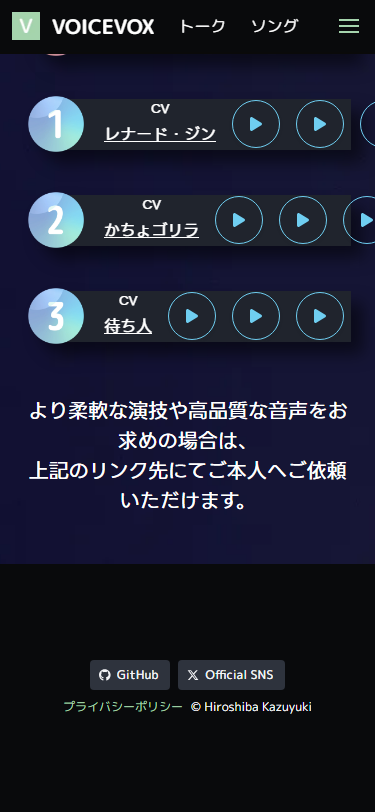 V VOICEVOX トーク ソング
1
CV
レナード・ジン
2
CV
かちょゴリラ
3
CV
待ち人
より柔軟な演技や高品質な音声をお
求めの場合は、
上記のリンク先にてご本人へご依頼
いただけます。
GitHub Official SNS
プライバシーポリシー © Hiroshiba Kazuyuki